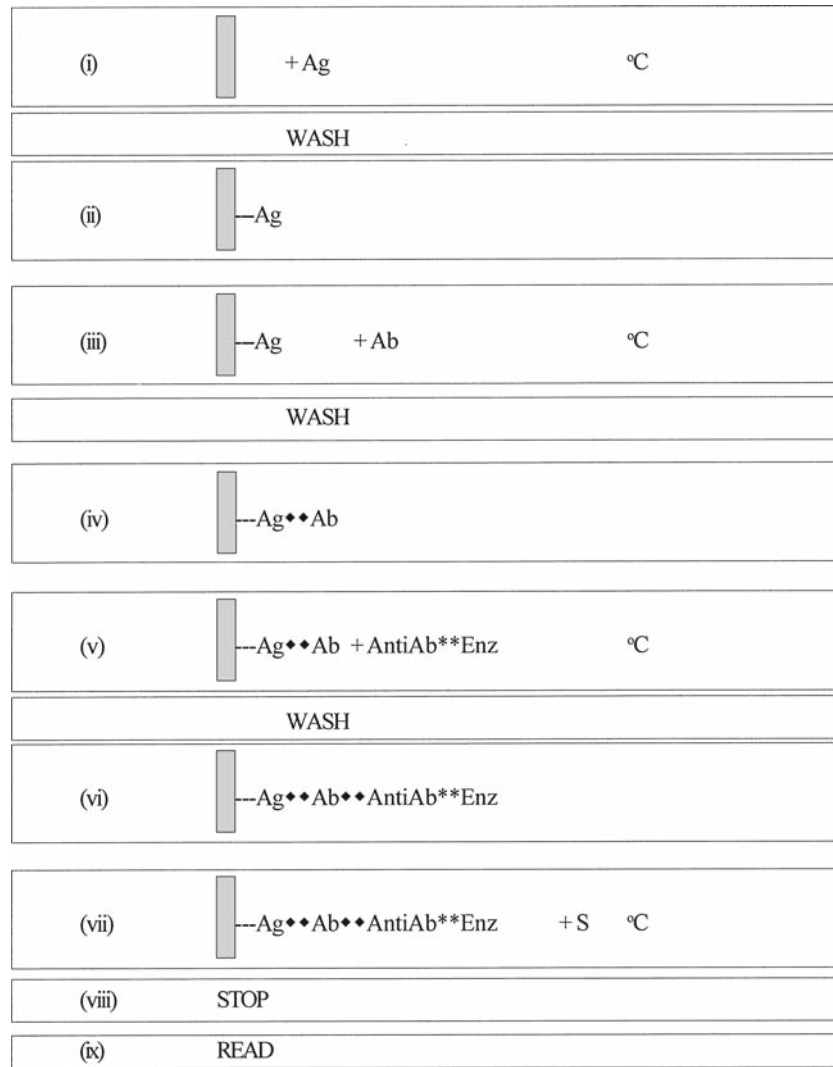 (i) + Ag ºC
WASH
(ii) ---Ag
(iii) ---Ag + Ab ºC
WASH
(iv) ---Ag◆◆Ab
(v) ---Ag◆◆Ab + AntiAb**Enz ºC
WASH
(vi) ---Ag◆◆Ab◆◆AntiAb**Enz
(vii) ---Ag◆◆Ab◆◆AntiAb**Enz + S ºC
(viii) STOP
(ix) READ